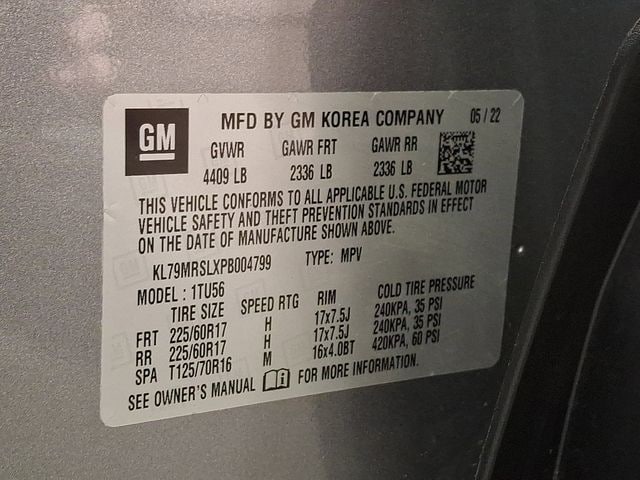 GM MFD BY GM KOREA COMPANY 05 / 22
GVWR GAWR FRT GAWR RR
4409 LB 2336 LB 2336 LB
THIS VEHICLE CONFORMS TO ALL APPLICABLE U.S. FEDERAL MOTOR
VEHICLE SAFETY AND THEFT PREVENTION STANDARDS IN EFFECT
ON THE DATE OF MANUFACTURE SHOWN ABOVE.
KL79MRSLXPB004799 TYPE: MPV
MODEL : 1TU56
TIRE SIZE SPEED RTG RIM COLD TIRE PRESSURE
FRT 225/60R17 H 17x7.5J 240KPA, 35 PSI
RR 225/60R17 H 17x7.5J 240KPA, 35 PSI
SPA T125/70R16 M 16x4.0BT 420KPA, 60 PSI
SEE OWNER'S MANUAL FOR MORE INFORMATION.